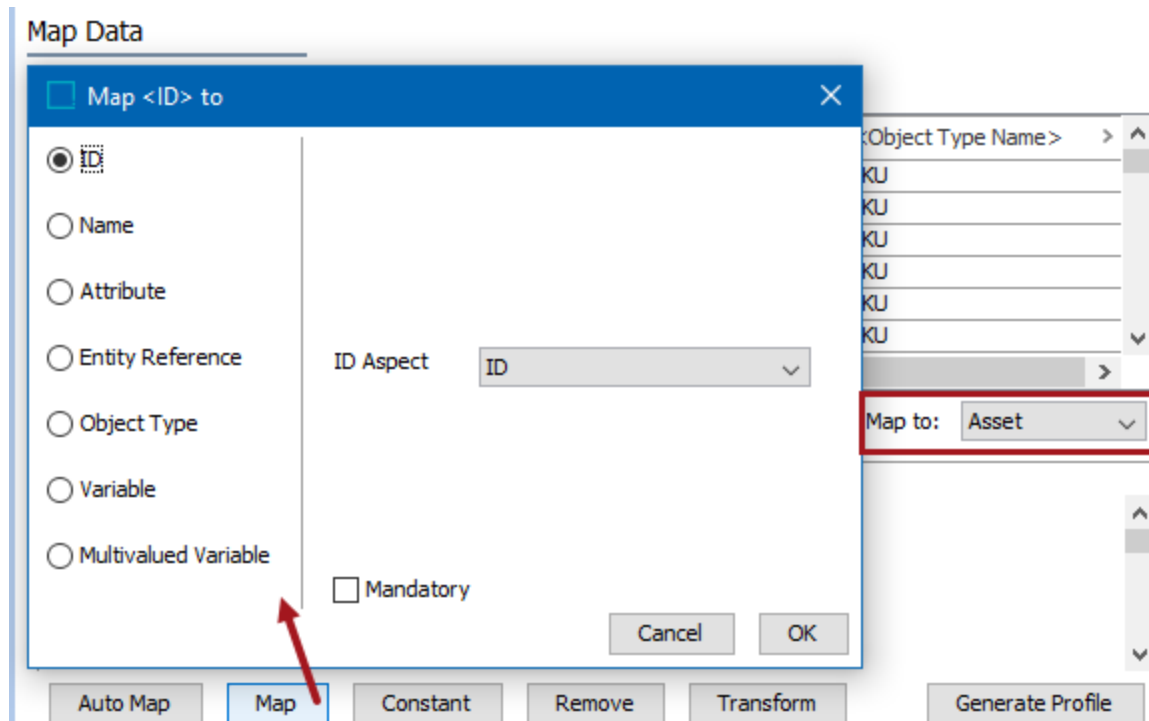 Map Data
Map <ID> to
ID
Name
Attribute
Entity Reference
Object Type
Variable
Multivalued Variable
ID Aspect
ID
Mandatory
Cancel
OK
<Object Type Name>
KU
KU
KU
KU
KU
KU
Map to:
Asset
Auto Map
Map
Constant
Remove
Transform
Generate Profile